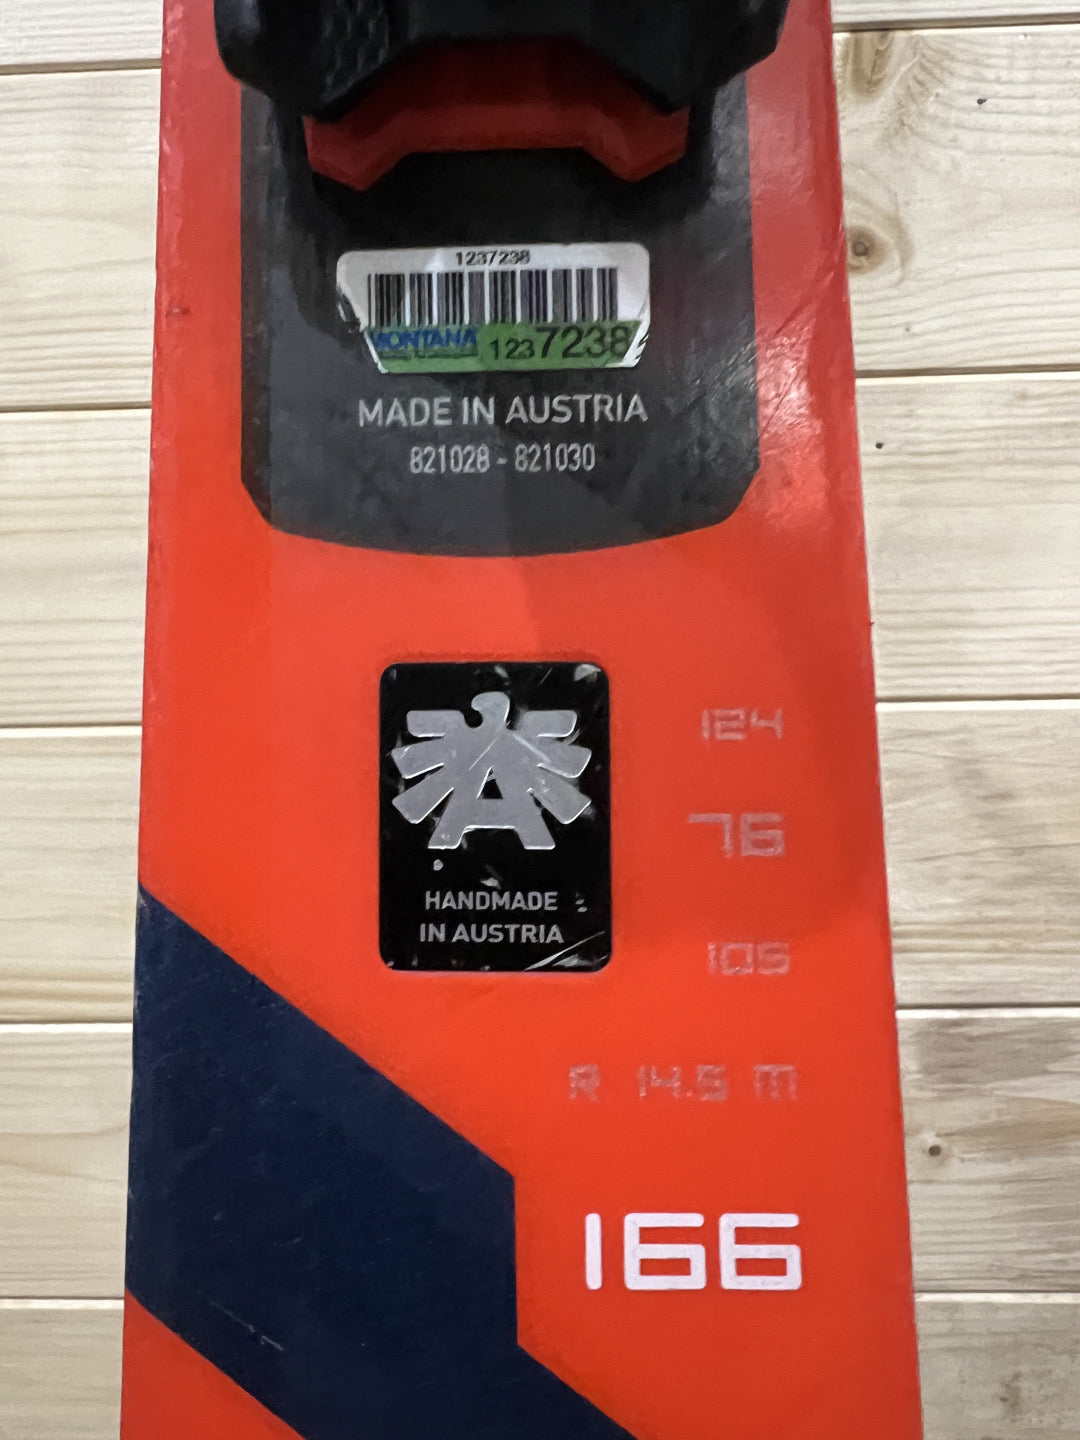 1237238
MONTANA 1237238
MADE IN AUSTRIA
821028 - 821030
124
76
HANDMADE
IN AUSTRIA
105
R 14.5 m
166